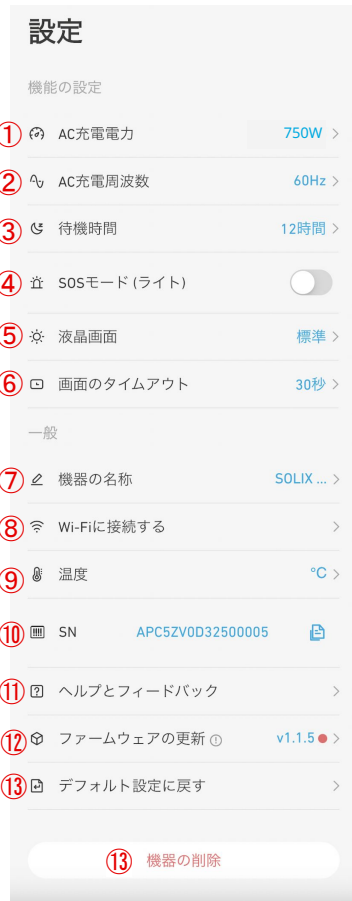 設定
機能の設定
① AC充電電力 750W >
② AC充電周波数 60Hz >
③ 待機時間 12時間 >
④ SOSモード (ライト)
⑤ 液晶画面 標準 >
⑥ 画面のタイムアウト 30秒 >
一般
⑦ 機器の名称 SOLIX ... >
⑧ Wi-Fiに接続する >
⑨ 温度 °C >
⑩ SN APC5ZV0D32500005
⑪ ヘルプとフィードバック >
⑫ ファームウェアの更新 v1.1.5 >
⑬ デフォルト設定に戻す >
⑬ 機器の削除